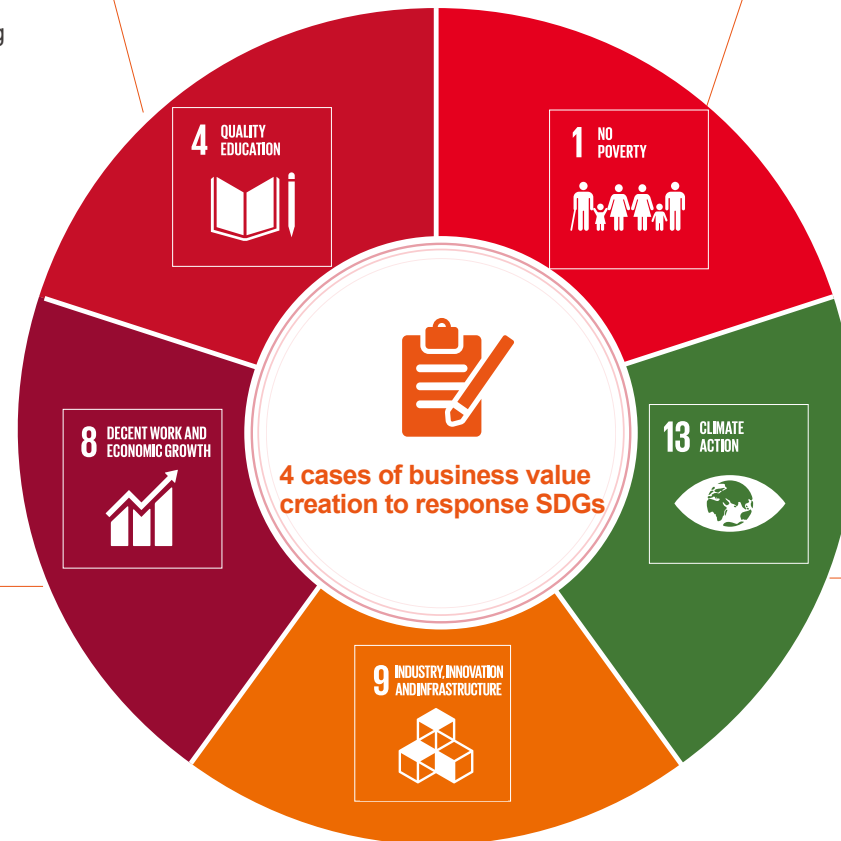 4 QUALITY
EDUCATION
1 NO
POVERTY
8 DECENT WORK AND
ECONOMIC GROWTH
4 cases of business value
creation to response SDGs
13 CLIMATE
ACTION
9 INDUSTRY, INNOVATION
AND INFRASTRUCTURE